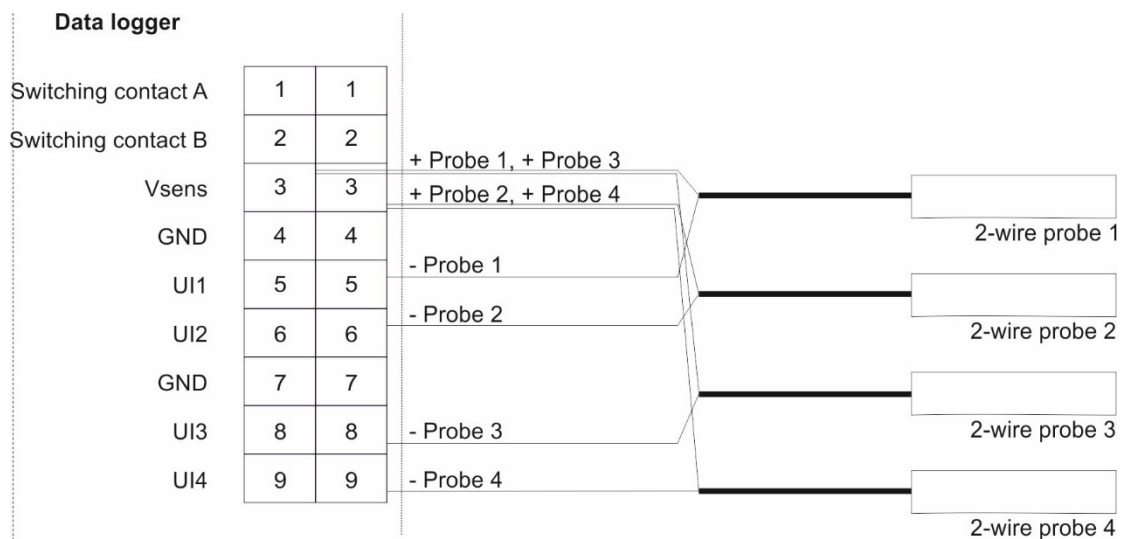 Data logger
Switching contact A 1 1
Switching contact B 2 2
+ Probe 1, + Probe 3
Vsens 3 3 + Probe 2, + Probe 4
GND 4 4 2-wire probe 1
UI1 5 5 - Probe 1
UI2 6 6 - Probe 2 2-wire probe 2
GND 7 7
UI3 8 8 - Probe 3 2-wire probe 3
UI4 9 9 - Probe 4
2-wire probe 4